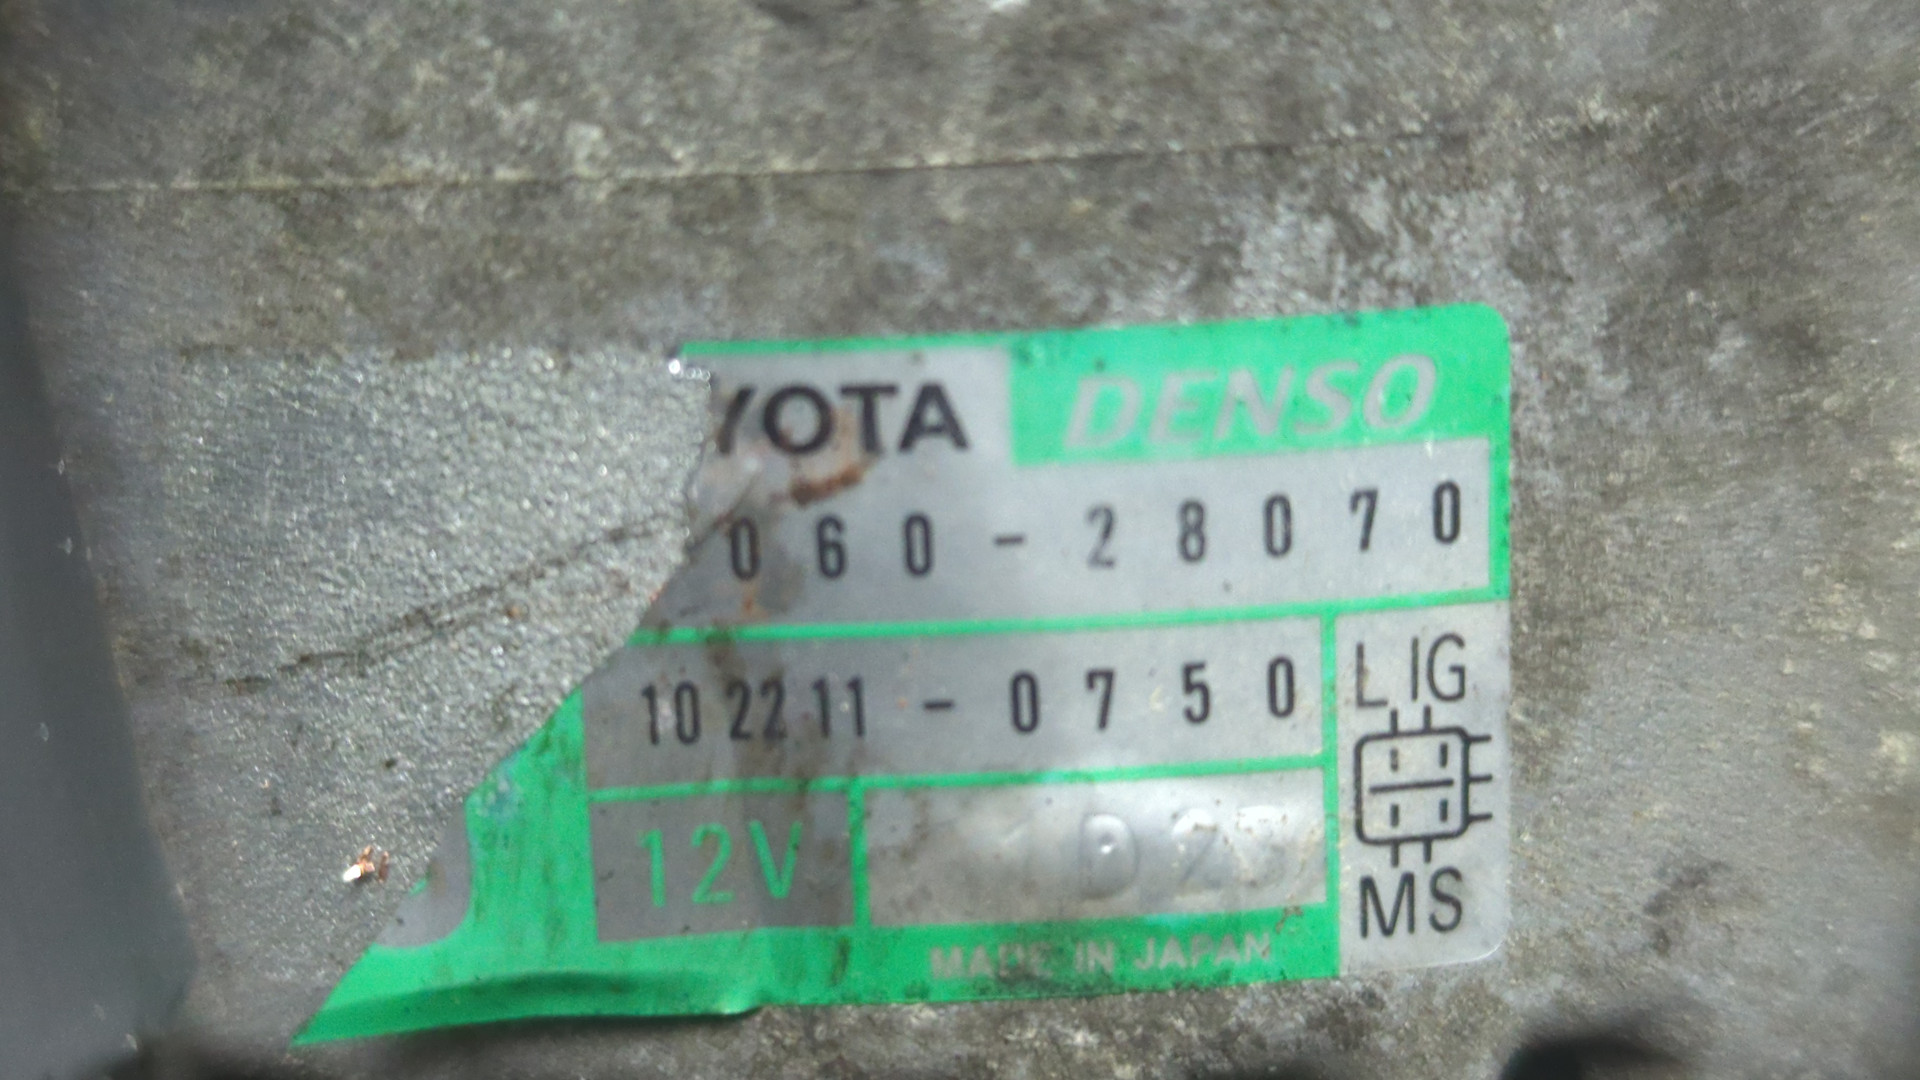 YOTA DENSO
060-28070
102211-0750
L IG
12V
MS
MADE IN JAPAN